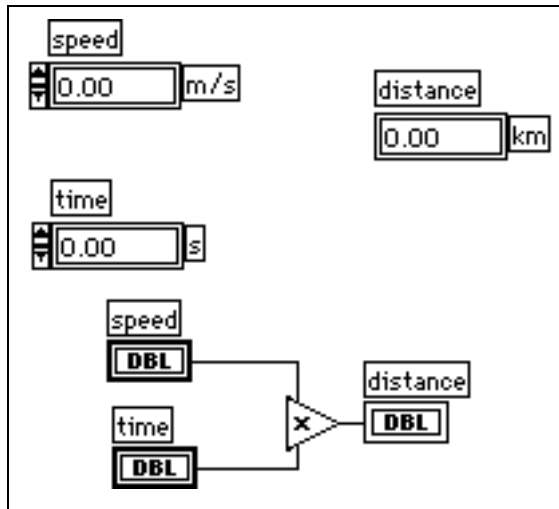 speed
0.00 m/s
distance
0.00 km
time
0.00 s
speed
DBL
distance
DBL
time
DBL
×